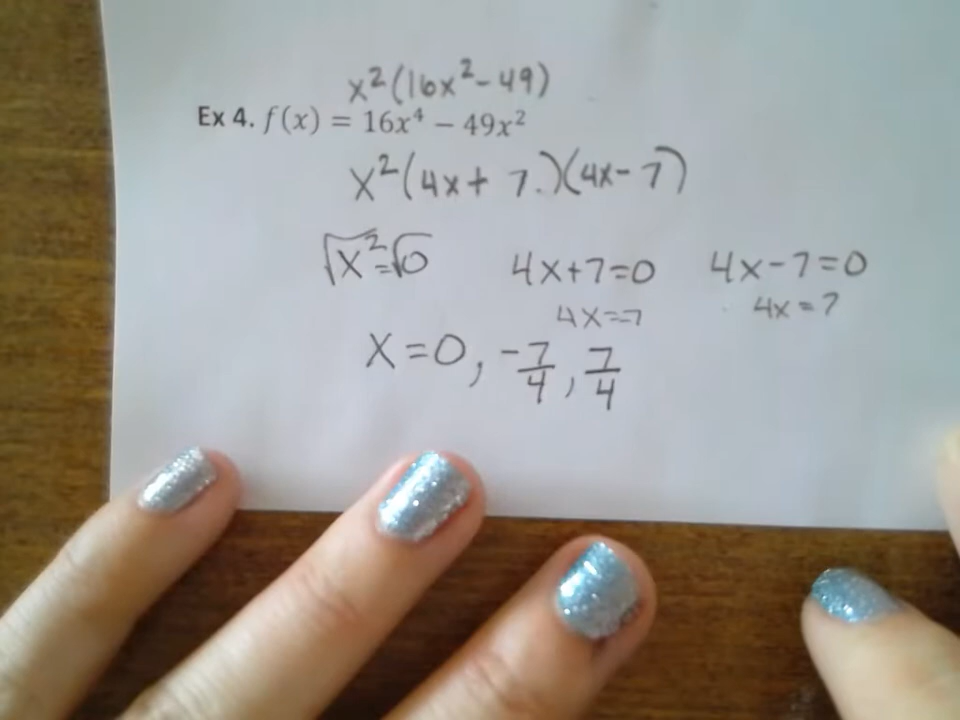 x²(16x²-49)
Ex 4. f(x) = 16x⁴ − 49x²
x²(4x+ 7.)(4x-7)
√x²=√0 4x+7=0 4x-7=0
4x=-7 4x=7
x=0, -7/4, 7/4